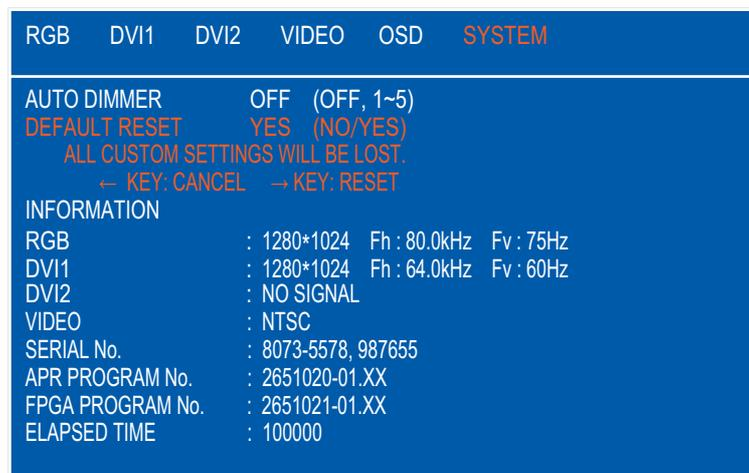 RGB DVI1 DVI2 VIDEO OSD SYSTEM
AUTO DIMMER OFF (OFF, 1~5)
DEFAULT RESET YES (NO/YES)
ALL CUSTOM SETTINGS WILL BE LOST.
← KEY: CANCEL → KEY: RESET
INFORMATION
RGB : 1280*1024 Fh : 80.0kHz Fv : 75Hz
DVI1 : 1280*1024 Fh : 64.0kHz Fv : 60Hz
DVI2 : NO SIGNAL
VIDEO : NTSC
SERIAL No. : 8073-5578, 987655
APR PROGRAM No. : 2651020-01.XX
FPGA PROGRAM No. : 2651021-01.XX
ELAPSED TIME : 100000